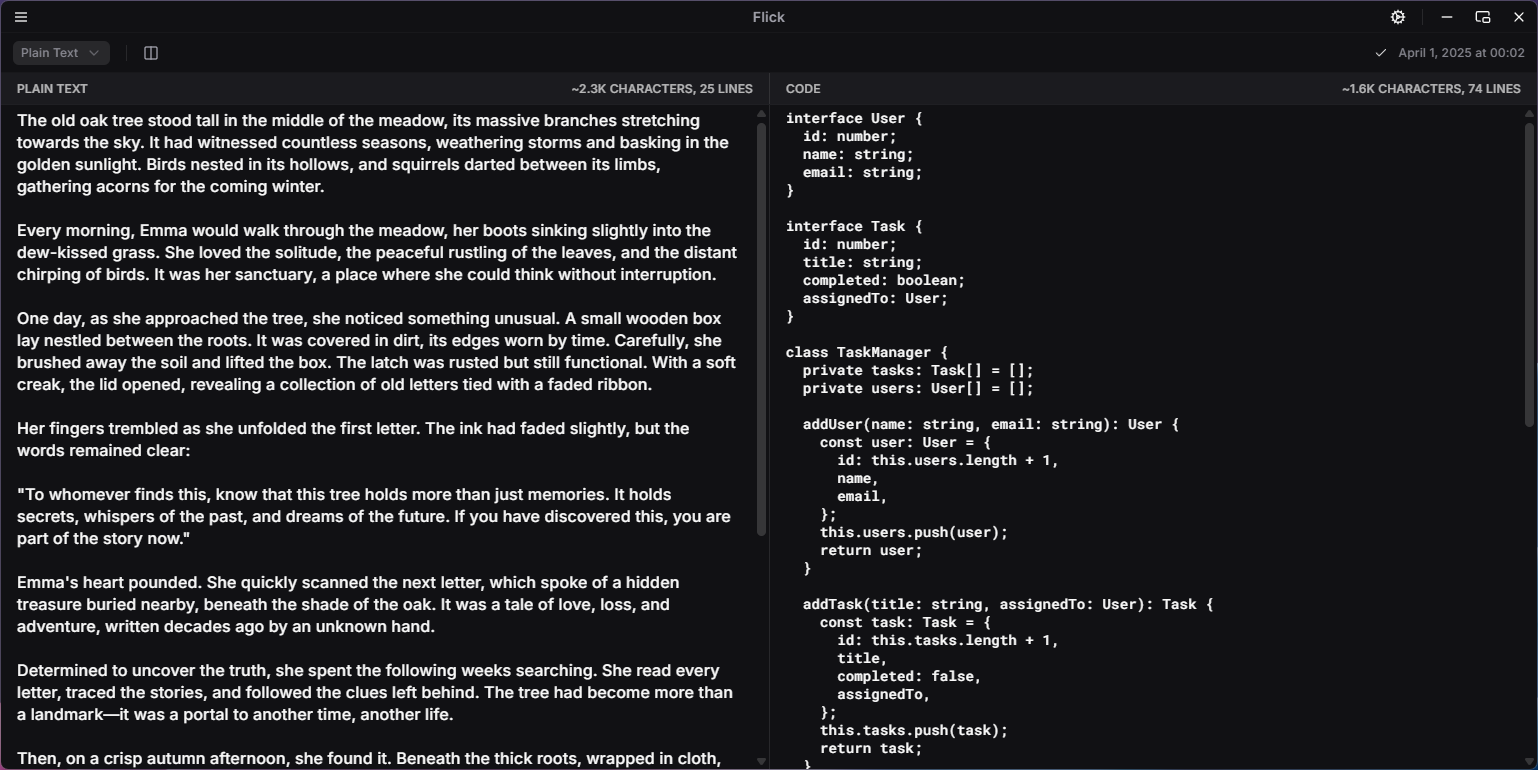 Flick
Plain Text
April 1, 2025 at 00:02
PLAIN TEXT
~2.3K CHARACTERS, 25 LINES
The old oak tree stood tall in the middle of the meadow, its massive branches stretching
towards the sky. It had witnessed countless seasons, weathering storms and basking in the
golden sunlight. Birds nested in its hollows, and squirrels darted between its limbs,
gathering acorns for the coming winter.

Every morning, Emma would walk through the meadow, her boots sinking slightly into the
dew-kissed grass. She loved the solitude, the peaceful rustling of the leaves, and the distant
chirping of birds. It was her sanctuary, a place where she could think without interruption.

One day, as she approached the tree, she noticed something unusual. A small wooden box
lay nestled between the roots. It was covered in dirt, its edges worn by time. Carefully, she
brushed away the soil and lifted the box. The latch was rusted but still functional. With a soft
creak, the lid opened, revealing a collection of old letters tied with a faded ribbon.

Her fingers trembled as she unfolded the first letter. The ink had faded slightly, but the
words remained clear:

"To whomever finds this, know that this tree holds more than just memories. It holds
secrets, whispers of the past, and dreams of the future. If you have discovered this, you are
part of the story now."

Emma's heart pounded. She quickly scanned the next letter, which spoke of a hidden
treasure buried nearby, beneath the shade of the oak. It was a tale of love, loss, and
adventure, written decades ago by an unknown hand.

Determined to uncover the truth, she spent the following weeks searching. She read every
letter, traced the stories, and followed the clues left behind. The tree had become more than
a landmark—it was a portal to another time, another life.

Then, on a crisp autumn afternoon, she found it. Beneath the thick roots, wrapped in cloth,
CODE
~1.6K CHARACTERS, 74 LINES
interface User {
  id: number;
  name: string;
  email: string;
}

interface Task {
  id: number;
  title: string;
  completed: boolean;
  assignedTo: User;
}

class TaskManager {
  private tasks: Task[] = [];
  private users: User[] = [];

  addUser(name: string, email: string): User {
    const user: User = {
      id: this.users.length + 1,
      name,
      email,
    };
    this.users.push(user);
    return user;
  }

  addTask(title: string, assignedTo: User): Task {
    const task: Task = {
      id: this.tasks.length + 1,
      title,
      completed: false,
      assignedTo,
    };
    this.tasks.push(task);
    return task;
  }